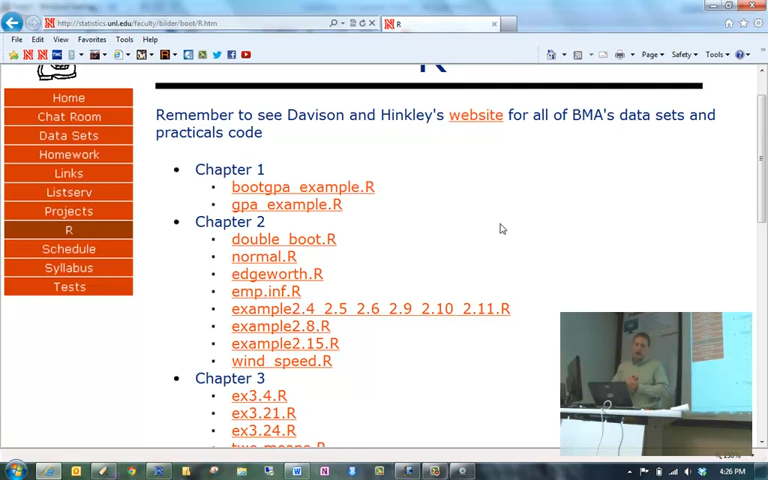 http://statistics.unl.edu/faculty/bilder/boot/R.htm
R
File Edit View Favorites Tools Help
Page Safety Tools
R
Home
Chat Room
Data Sets
Homework
Links
Listserv
Projects
R
Schedule
Syllabus
Tests
Remember to see Davison and Hinkley's website for all of BMA's data sets and
practicals code
Chapter 1
bootgpa_example.R
gpa_example.R
Chapter 2
double_boot.R
normal.R
edgeworth.R
emp.inf.R
example2.4_2.5_2.6_2.9_2.10_2.11.R
example2.8.R
example2.15.R
wind_speed.R
Chapter 3
ex3.4.R
ex3.21.R
ex3.24.R
two_means.R
4:26 PM